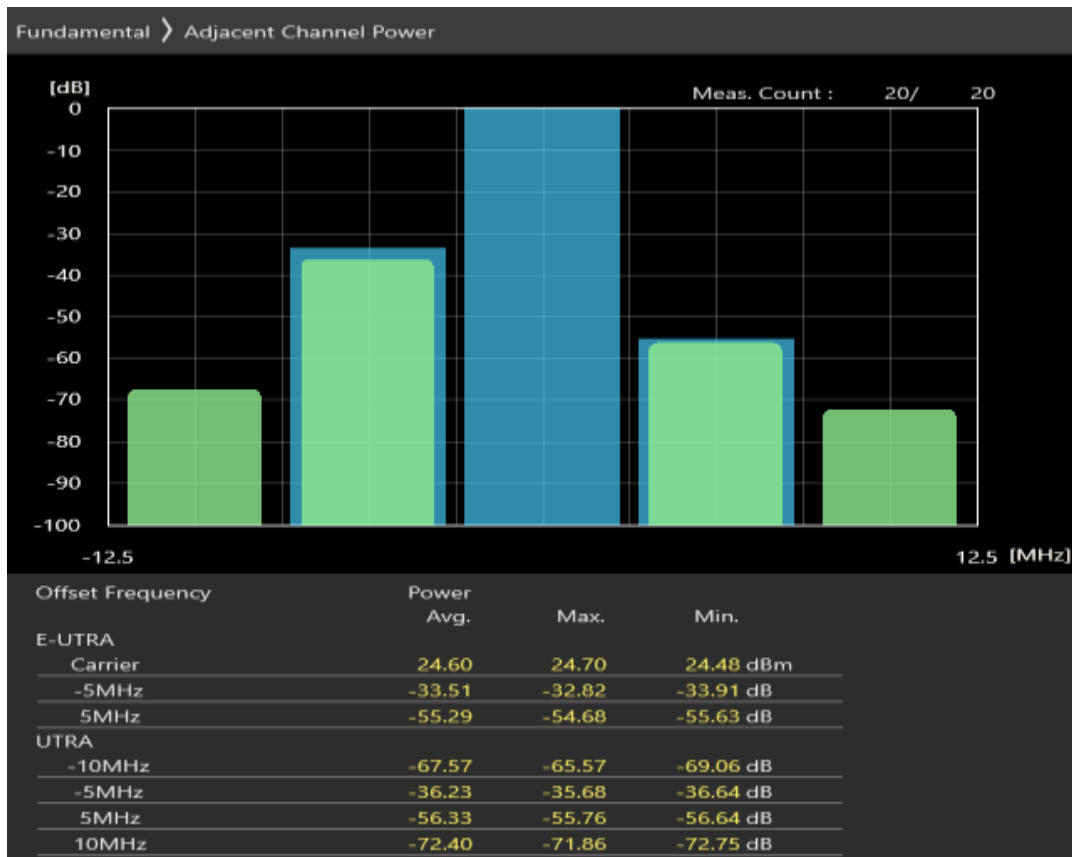 Fundamental ❯ Adjacent Channel Power
[dB]
Meas. Count : 20/ 20
0
-10
-20
-30
-40
-50
-60
-70
-80
-90
-100
-12.5 12.5 [MHz]
Offset Frequency Power
Avg. Max. Min.
E-UTRA
Carrier 24.60 24.70 24.48 dBm
-5MHz -33.51 -32.82 -33.91 dB
5MHz -55.29 -54.68 -55.63 dB
UTRA
-10MHz -67.57 -65.57 -69.06 dB
-5MHz -36.23 -35.68 -36.64 dB
5MHz -56.33 -55.76 -56.64 dB
10MHz -72.40 -71.86 -72.75 dB